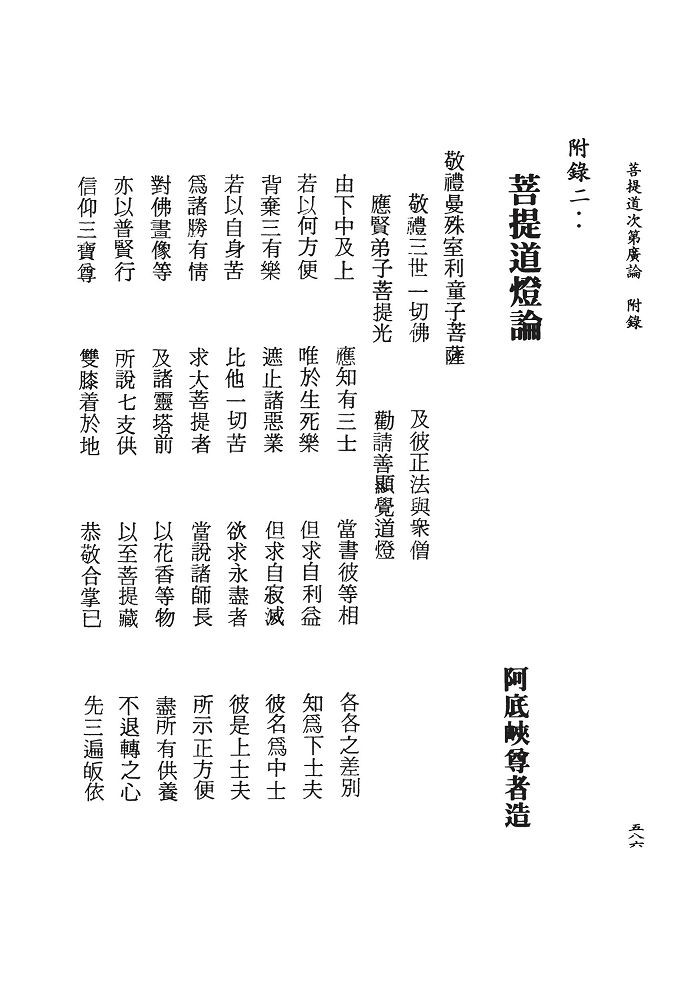 菩提道次第廣論　附錄
五八六
附錄二：
菩提道燈論　阿底峽尊者造
敬禮曼殊室利童子菩薩
敬禮三世一切佛　及彼正法與衆僧
應賢弟子菩提光　勸請善顯覺道燈
由下中及上　應知有三士　當書彼等相　各各之差別
若以何方便　唯於生死樂　但求自利益　知爲下士夫
背棄三有樂　遮止諸惡業　但求自寂滅　彼名爲中士
若以自身苦　比他一切苦　欲求永盡者　彼是上士夫
爲諸勝有情　求大菩提者　當說諸師長　所示正方便
對佛畫像等　及諸靈塔前　以花香等物　盡所有供養
亦以普賢行　所說七支供　以至菩提藏　不退轉之心
信仰三寶尊　雙膝着於地　恭敬合掌已　先三遍皈依